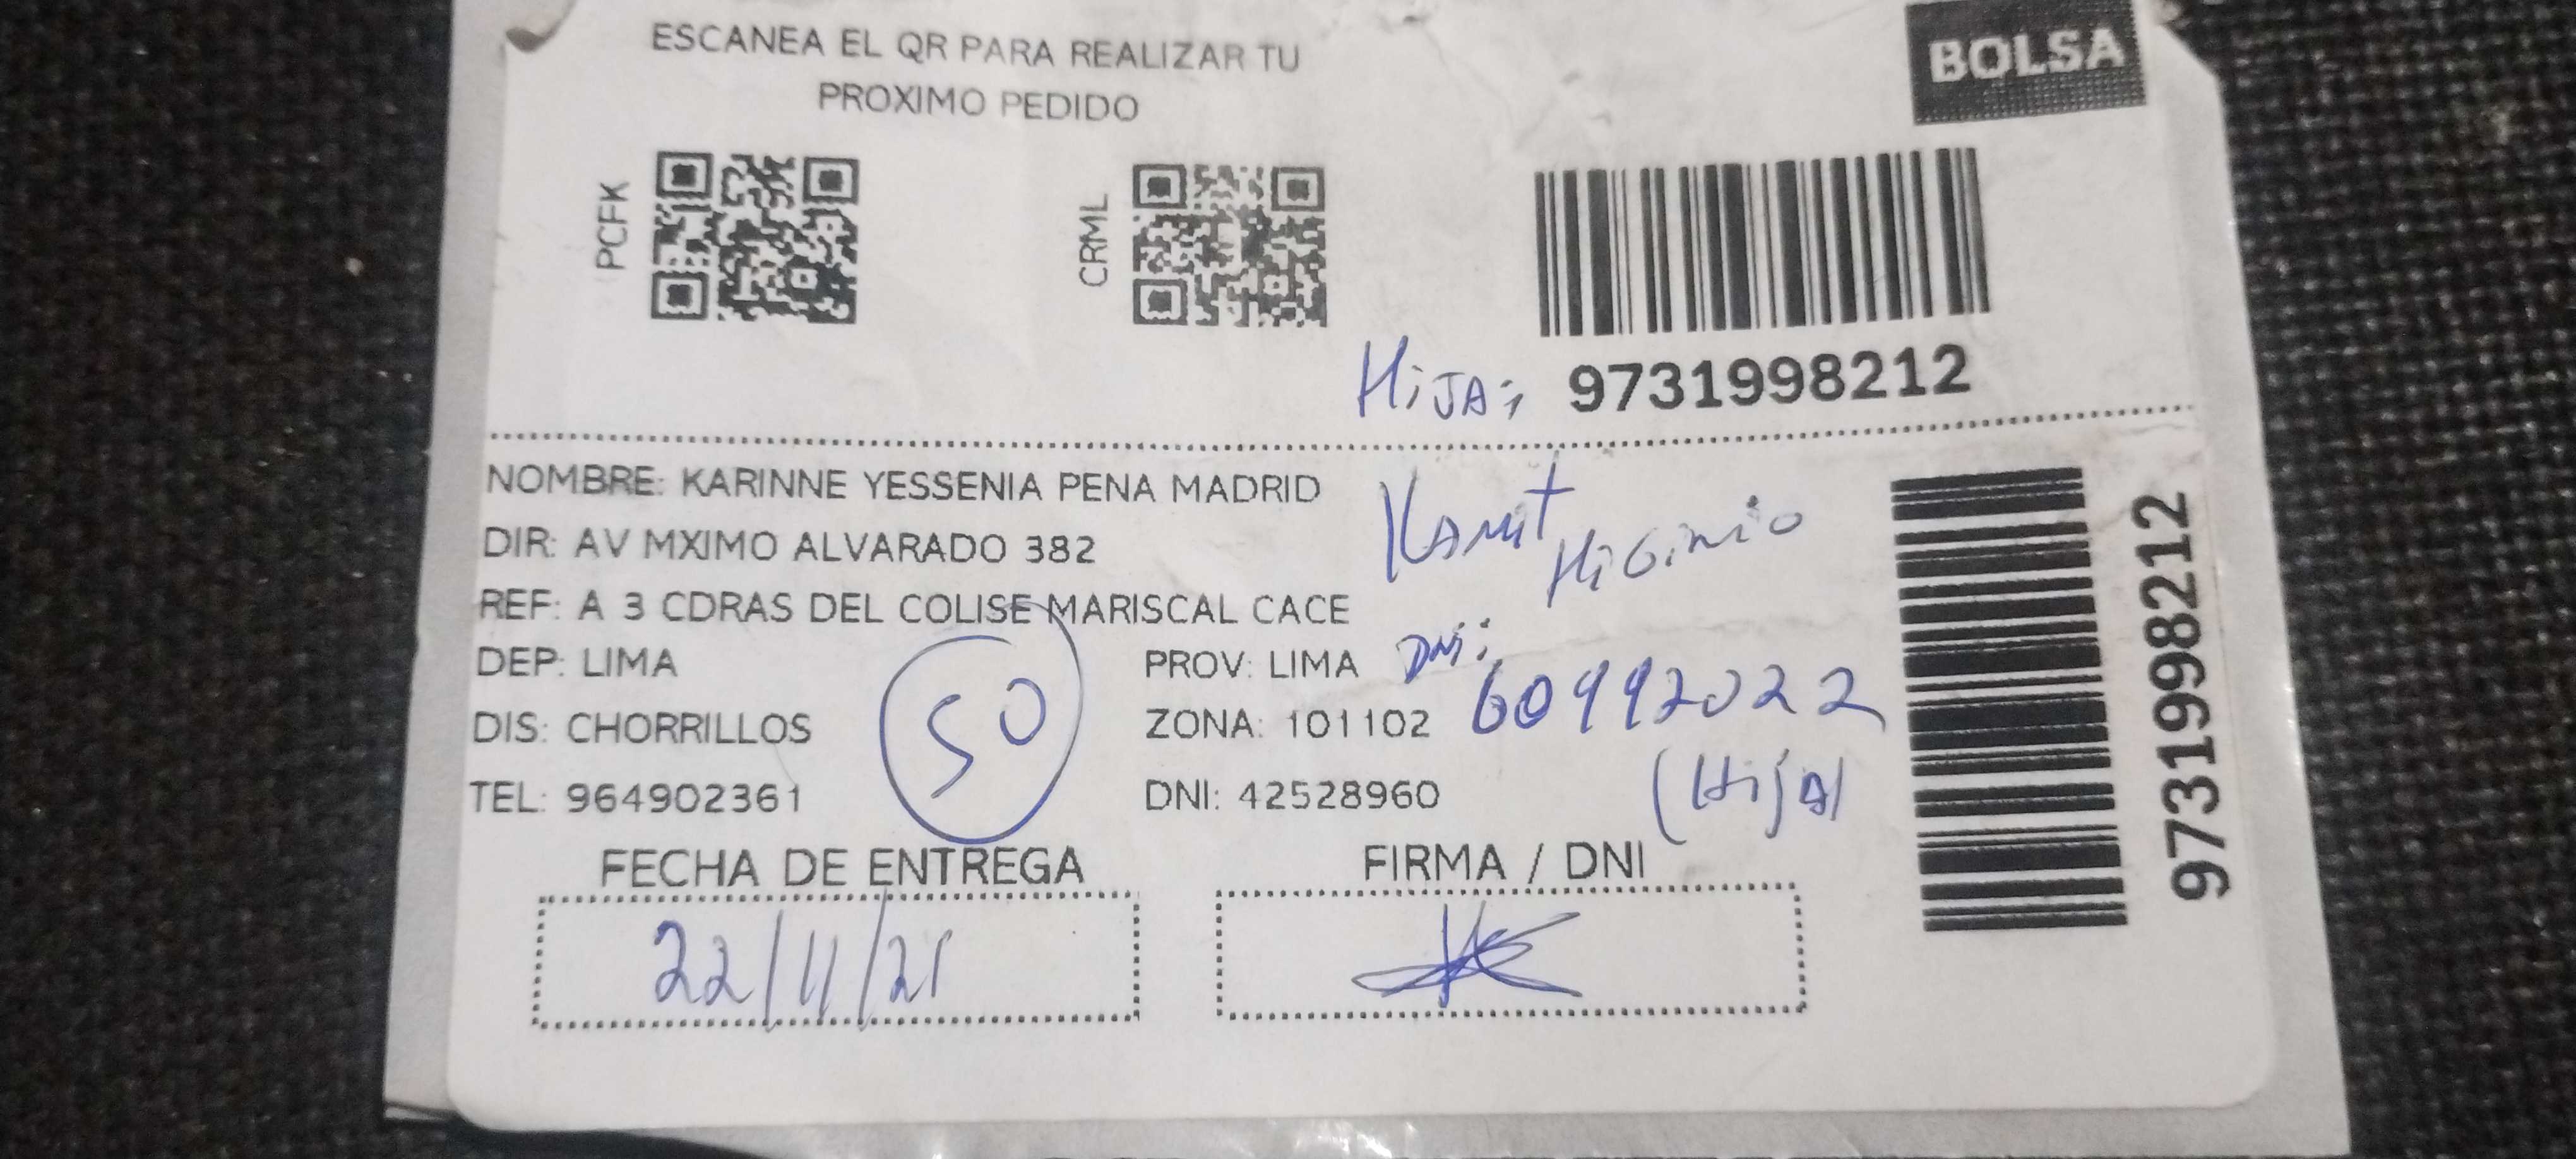 ESCANEA EL QR PARA REALIZAR TU
PROXIMO PEDIDO
BOLSA
PCFK
CRML
HiJA:
9731998212
NOMBRE: KARINNE YESSENIA PENA MADRID
DIR: AV MXIMO ALVARADO 382
REF: A 3 CDRAS DEL COLISE MARISCAL CACE
DEP: LIMA
PROV: LIMA
DIS: CHORRILLOS
ZONA: 101102
TEL: 964902361
DNI: 42528960
Higinio
DNi:
60992022
(HijA)
50
9731998212
FECHA DE ENTREGA
FIRMA / DNI
22/11/21